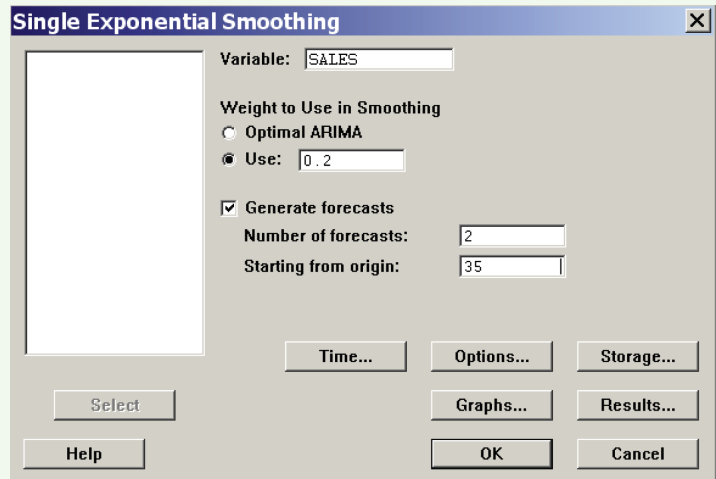 Single Exponential Smoothing
Variable: SALES
Weight to Use in Smoothing
Optimal ARIMA
Use: 0.2
Generate forecasts
Number of forecasts: 2
Starting from origin: 35
Time... Options... Storage...
Select Graphs... Results...
Help OK Cancel